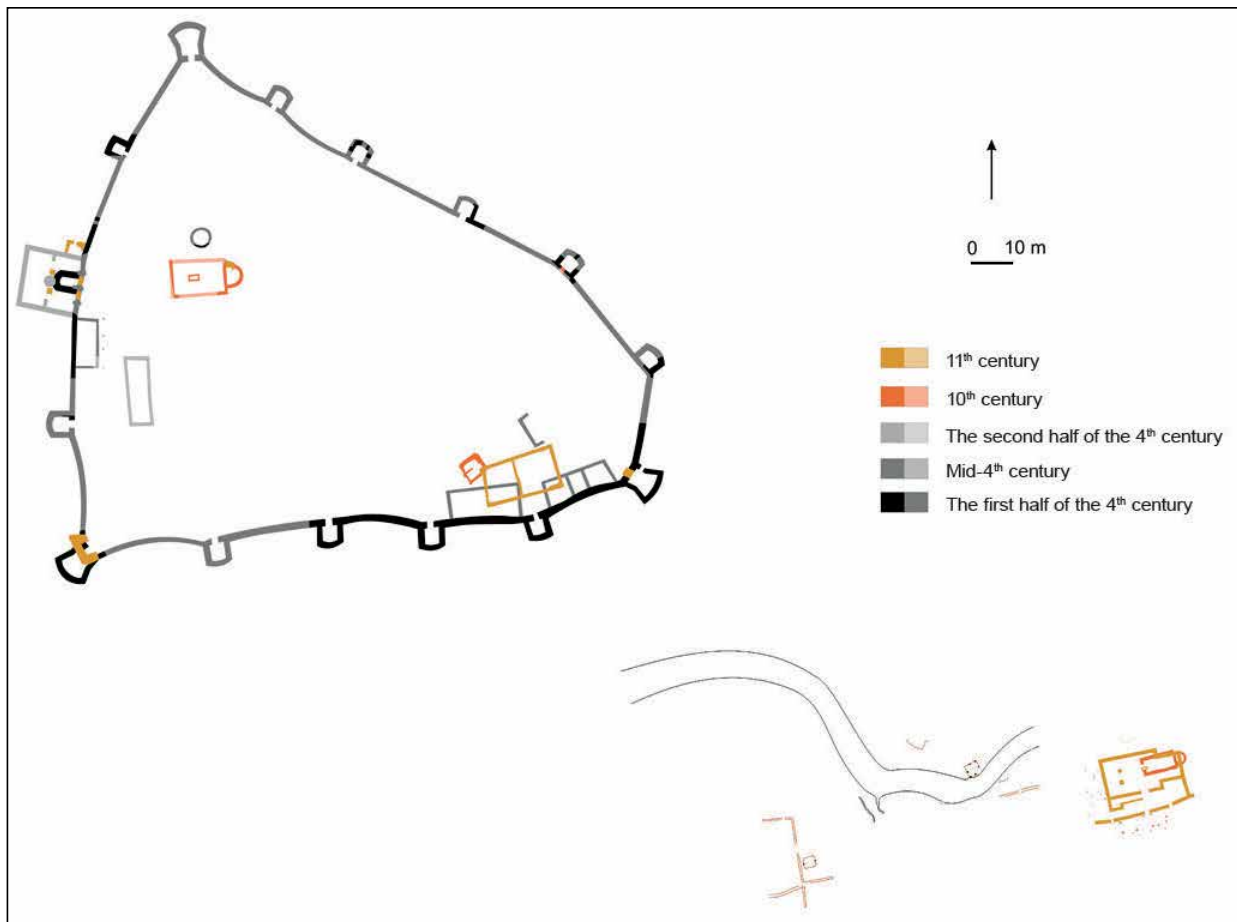 0 10 m
11th century
10th century
The second half of the 4th century
Mid-4th century
The first half of the 4th century